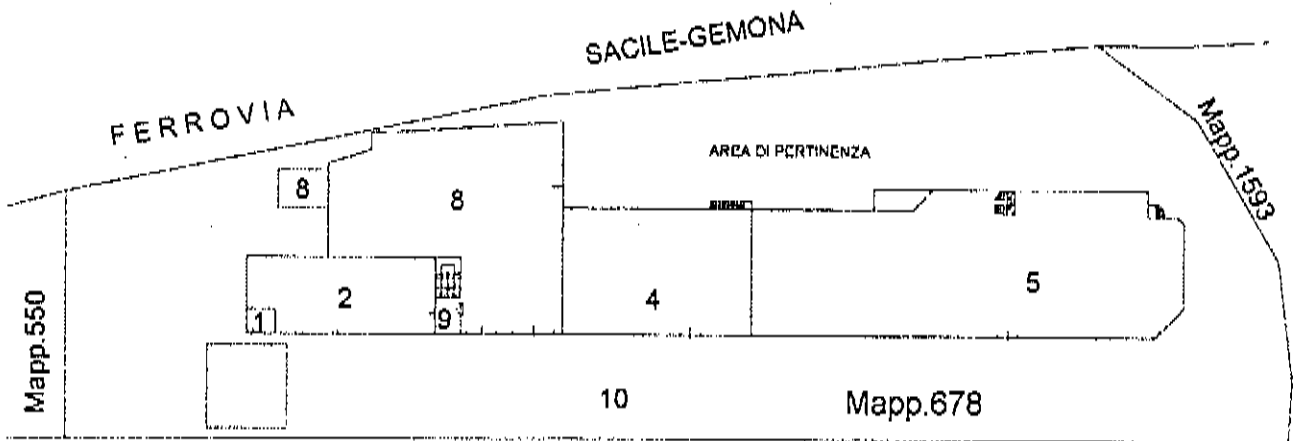 SACILE-GEMONA
FERROVIA
Mapp.1593
AREA DI PERTINENZA
8
8
2
4
5
1
9
Mapp.550
10
Mapp.678